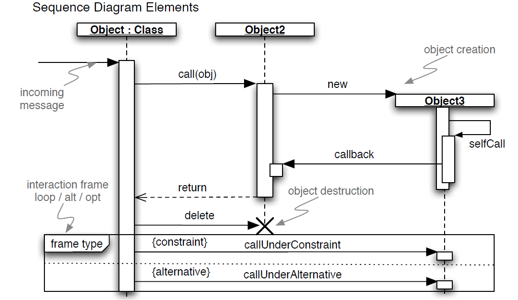 Sequence Diagram Elements
Object : Class
Object2
object creation
call(obj)
new
incoming
message
Object3
selfCall
callback
return
object destruction
interaction frame
loop / alt / opt
delete
frame type
{constraint}
callUnderConstraint
{alternative}
callUnderAlternative